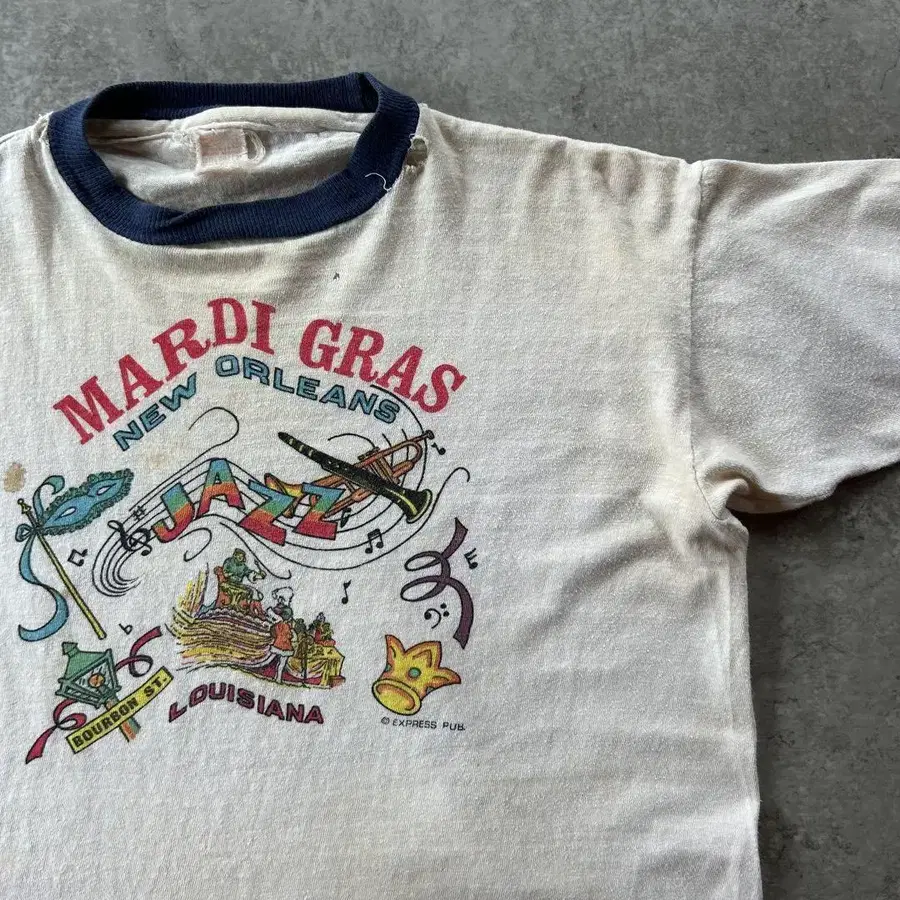 MARDI GRAS
NEW ORLEANS
JAZZ
BOURBON ST.
LOUISIANA
© EXPRESS PUB.